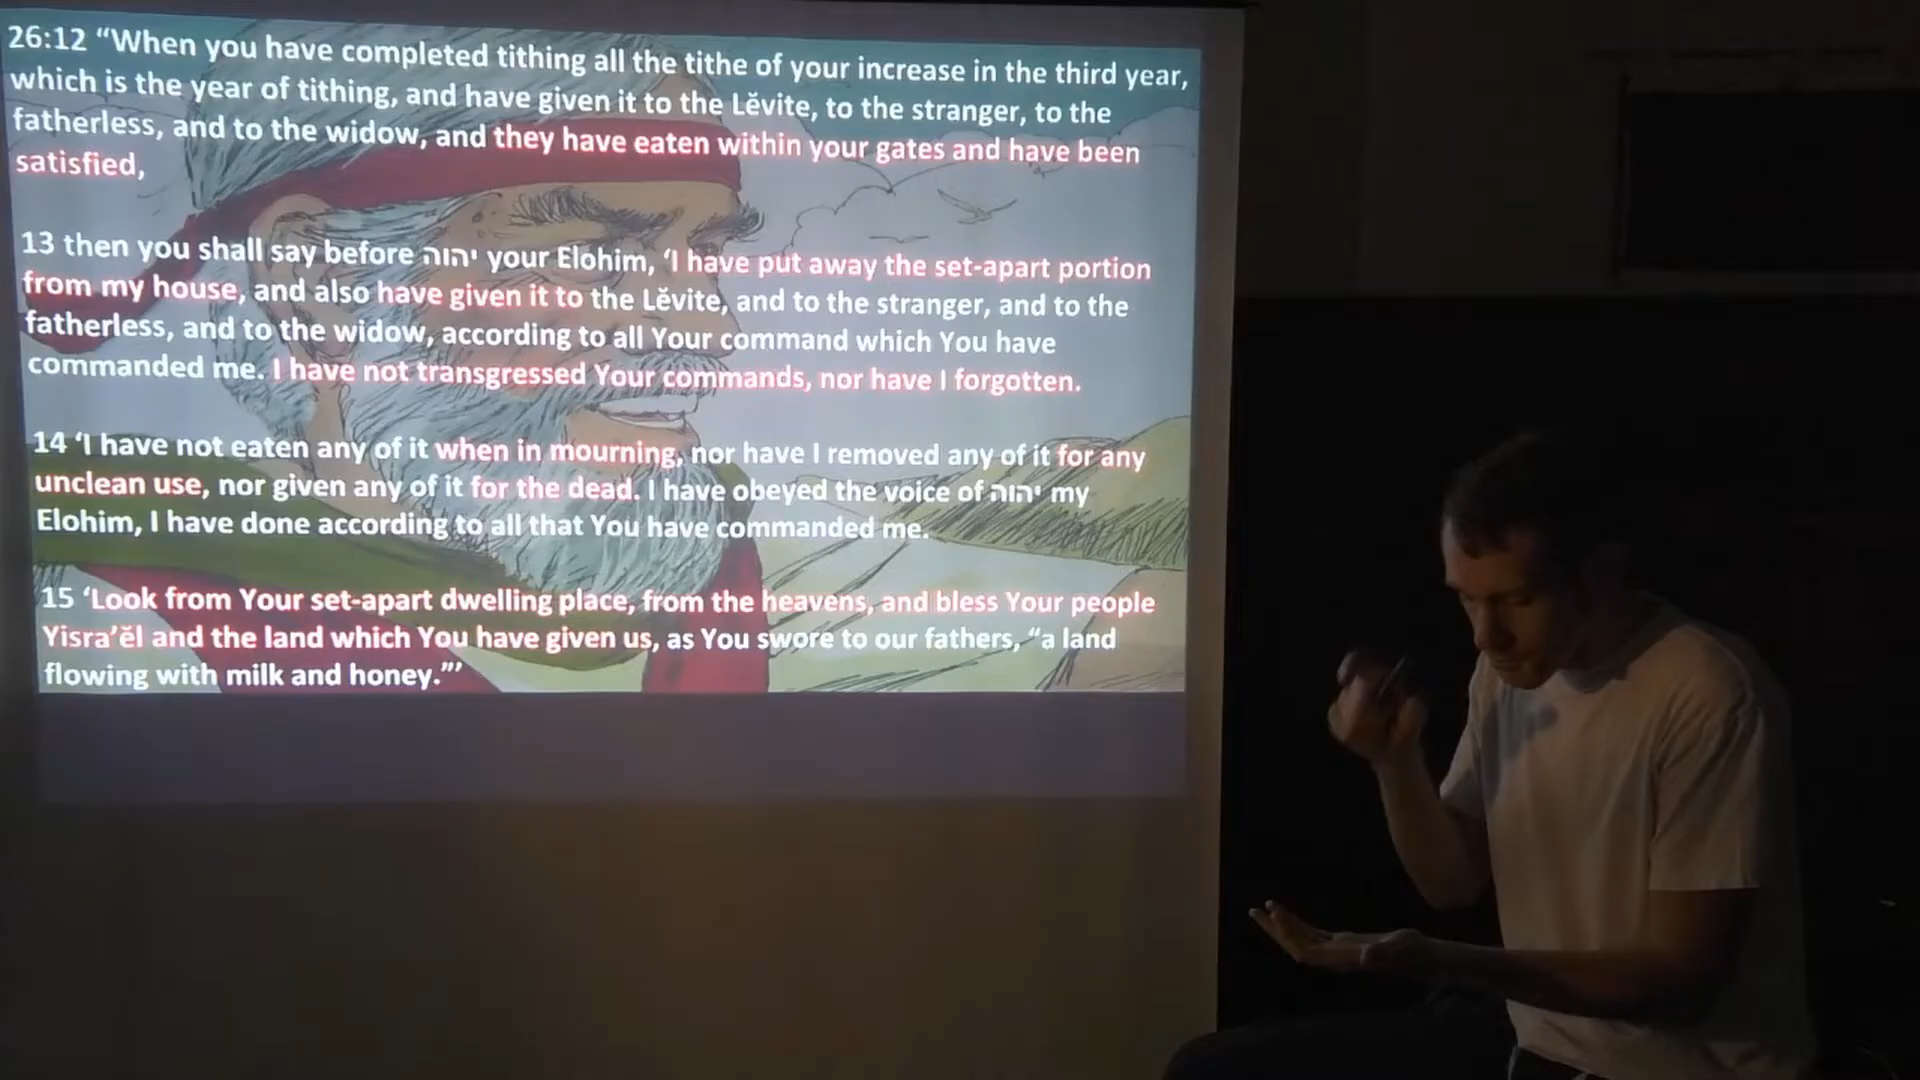 26:12 “When you have completed tithing all the tithe of your increase in the third year,
which is the year of tithing, and have given it to the Lĕvite, to the stranger, to the
fatherless, and to the widow, and they have eaten within your gates and have been
satisfied,
13 then you shall say before יהוה your Elohim, ‘I have put away the set-apart portion
from my house, and also have given it to the Lĕvite, and to the stranger, and to the
fatherless, and to the widow, according to all Your command which You have
commanded me. I have not transgressed Your commands, nor have I forgotten.
14 ‘I have not eaten any of it when in mourning, nor have I removed any of it for any
unclean use, nor given any of it for the dead. I have obeyed the voice of יהוה my
Elohim, I have done according to all that You have commanded me.
15 ‘Look from Your set-apart dwelling place, from the heavens, and bless Your people
Yisra’ĕl and the land which You have given us, as You swore to our fathers, “a land
flowing with milk and honey.”’